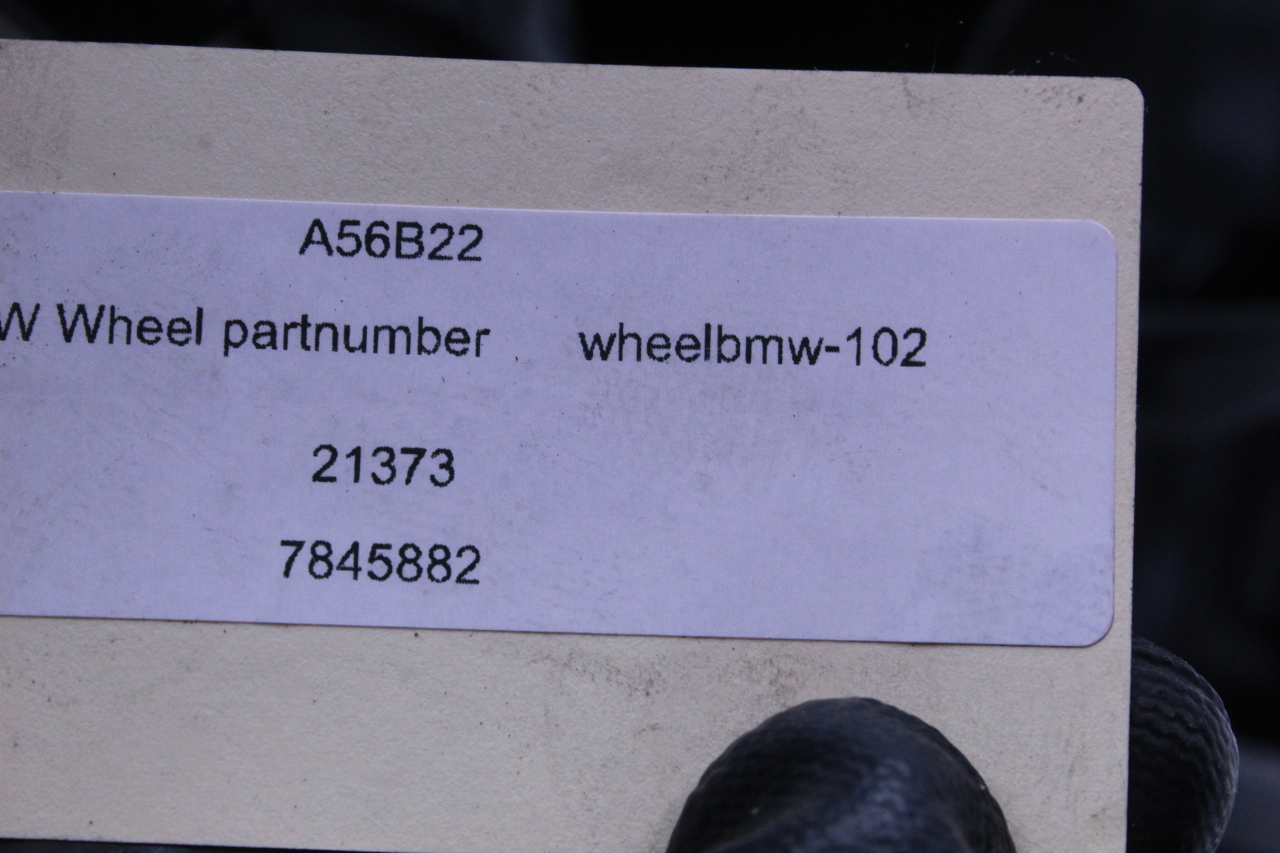 A56B22
W Wheel partnumber wheelbmw-102
21373
7845882